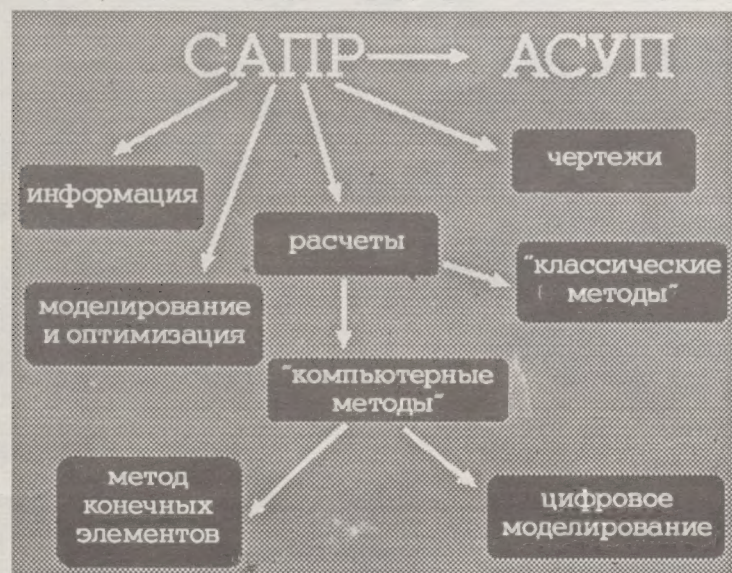 САПР АСУП
чертежи
информация
расчеты
"классические
методы"
моделирование
и оптимизация
"компьютерные
методы"
метод
конечных
элементов
цифровое
моделирование